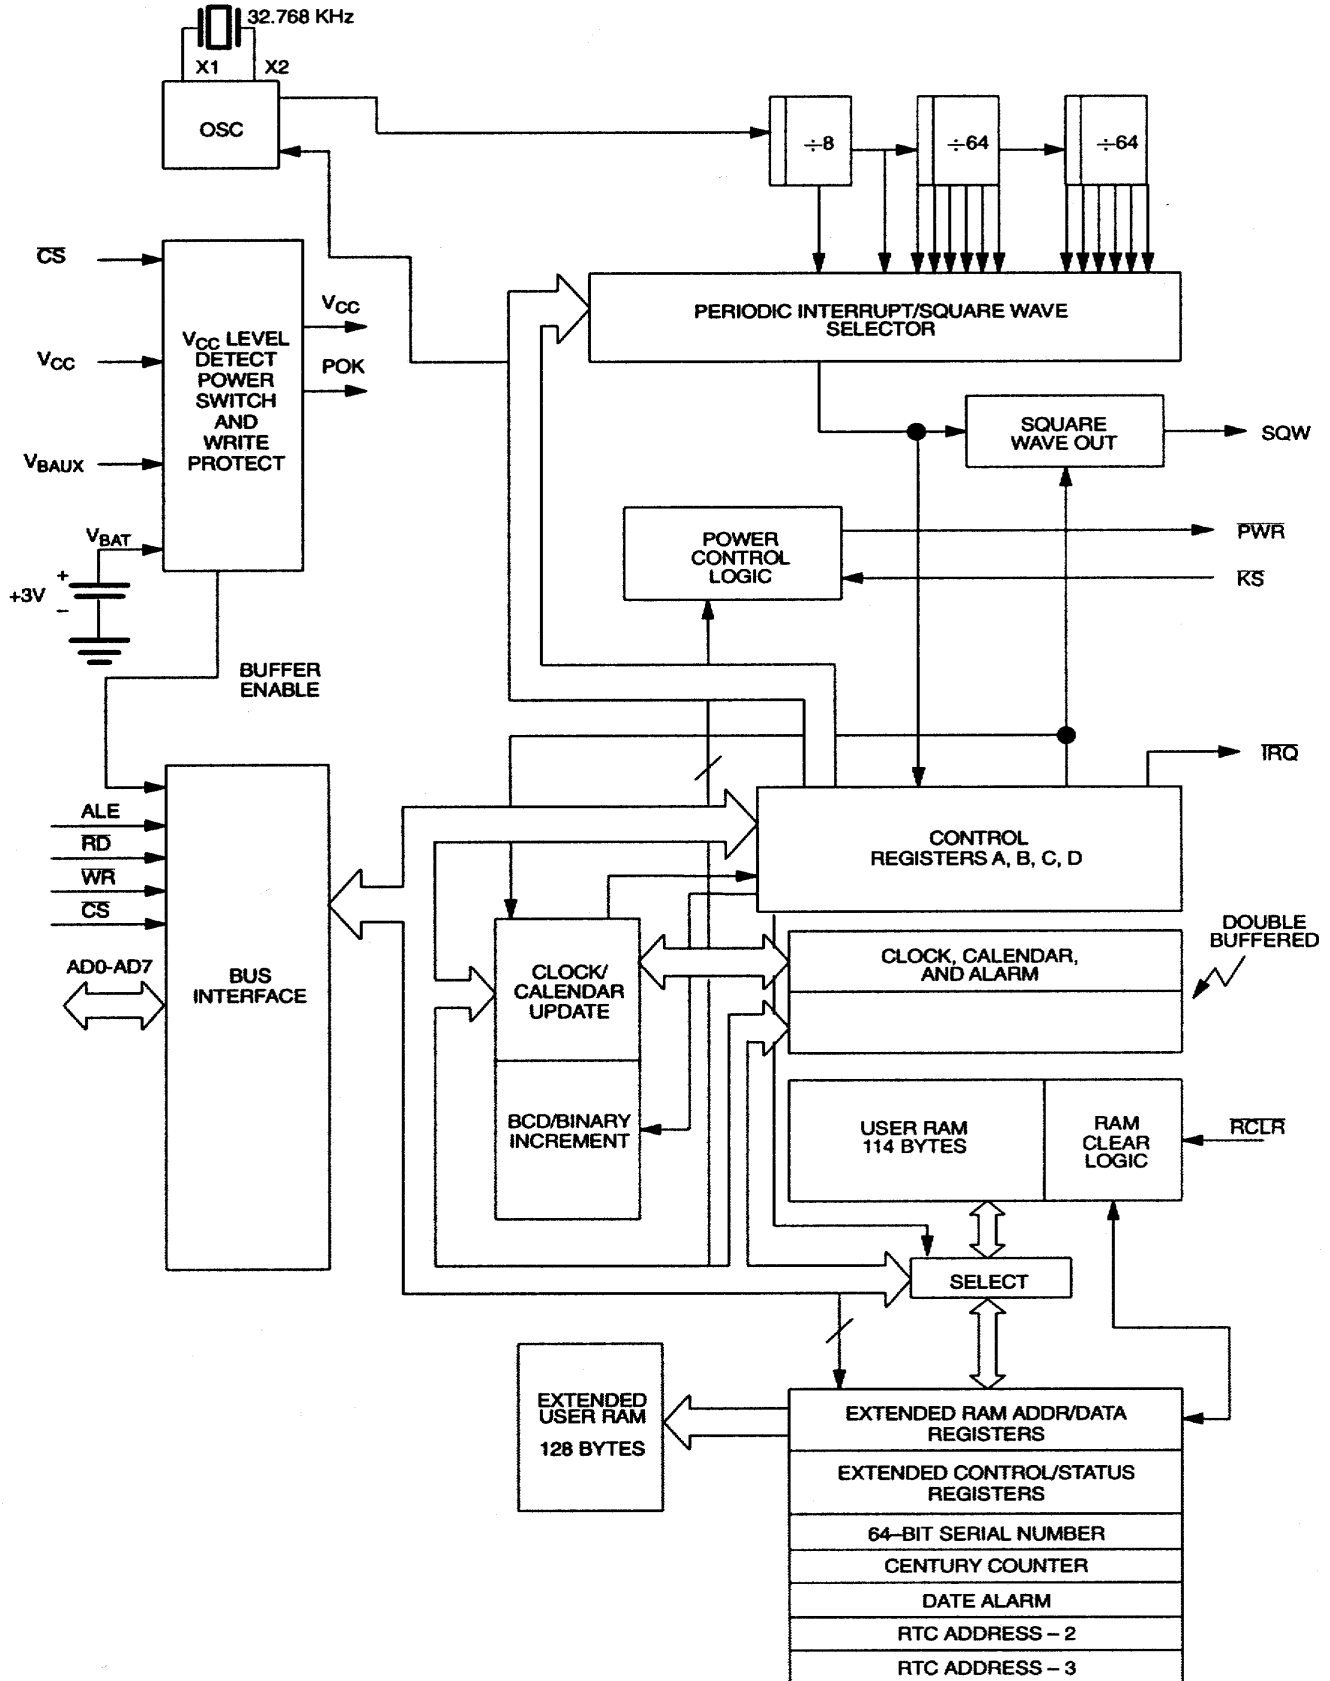 32.768 KHz
X1
X2
OSC
÷8
÷64
÷64
CS
VCC
VBAUX
VBAT
+
+3V
–
VCC LEVEL
DETECT
POWER
SWITCH
AND
WRITE
PROTECT
VCC
POK
PERIODIC INTERRUPT/SQUARE WAVE
SELECTOR
SQUARE
WAVE OUT
SQW
POWER
CONTROL
LOGIC
PWR
KS
BUFFER
ENABLE
IRQ
ALE
RD
WR
CS
AD0-AD7
BUS
INTERFACE
CONTROL
REGISTERS A, B, C, D
DOUBLE
BUFFERED
CLOCK/
CALENDAR
UPDATE
CLOCK, CALENDAR,
AND ALARM
BCD/BINARY
INCREMENT
USER RAM
114 BYTES
RAM
CLEAR
LOGIC
RCLR
SELECT
EXTENDED
USER RAM
128 BYTES
EXTENDED RAM ADDR/DATA
REGISTERS
EXTENDED CONTROL/STATUS
REGISTERS
64–BIT SERIAL NUMBER
CENTURY COUNTER
DATE ALARM
RTC ADDRESS – 2
RTC ADDRESS – 3